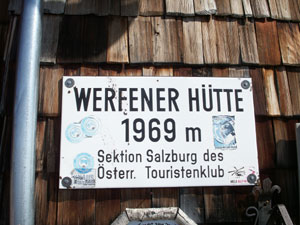 WERFENER HÜTTE
1969 m
Sektion Salzburg des
Österr. Touristenklub